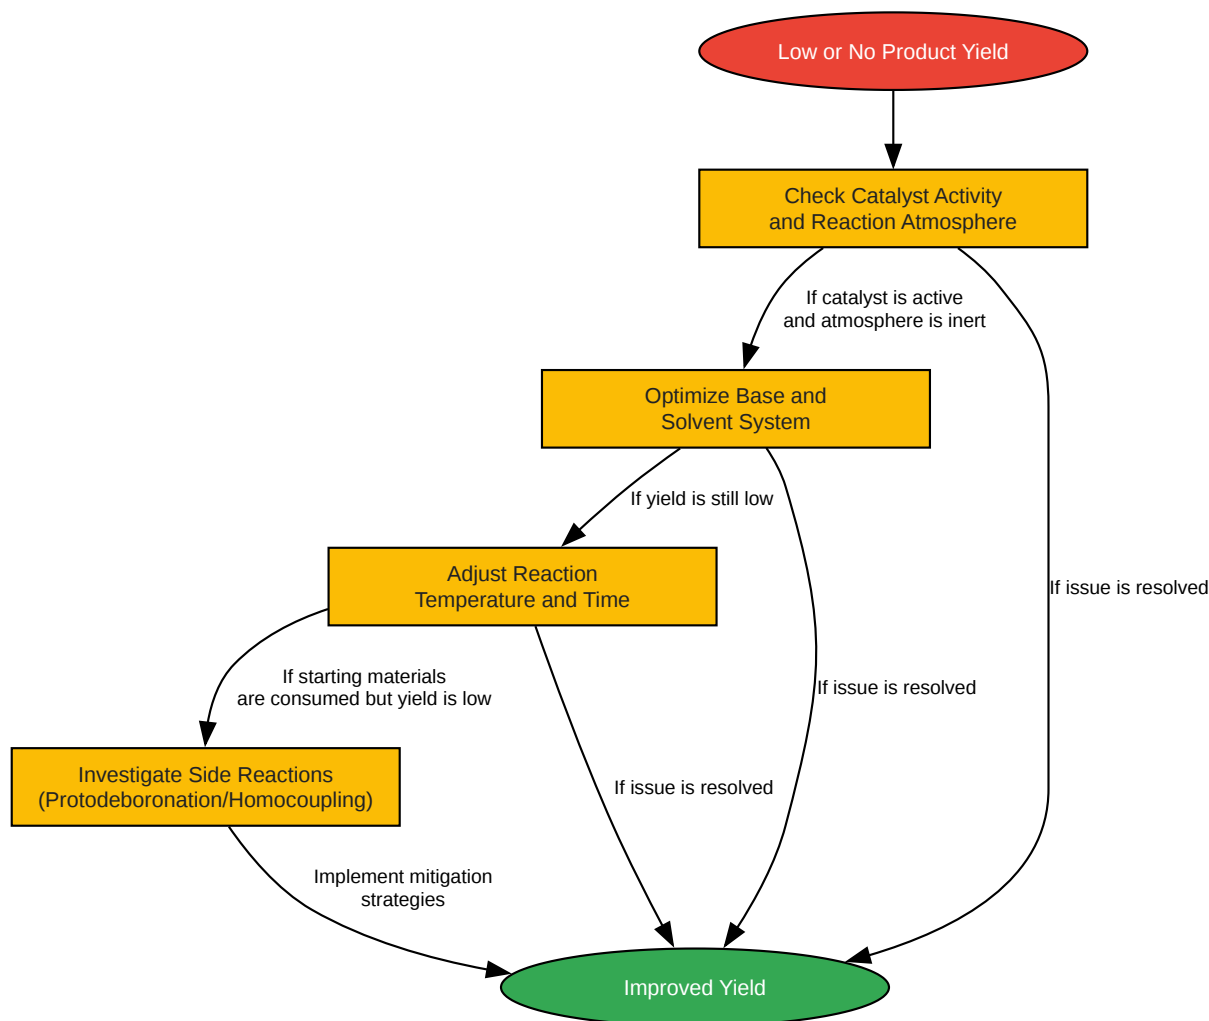 Low or No Product Yield
Check Catalyst Activity
and Reaction Atmosphere
If catalyst is active
and atmosphere is inert
Optimize Base and
Solvent System
If yield is still low
Adjust Reaction
Temperature and Time
If issue is resolved
If starting materials
are consumed but yield is low
If issue is resolved
Investigate Side Reactions
(Protodeboronation/Homocoupling)
If issue is resolved
Implement mitigation
strategies
Improved Yield